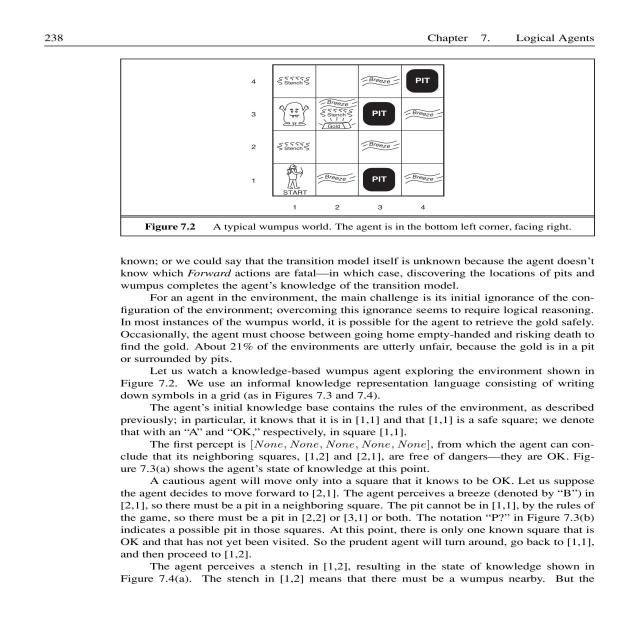 238 Chapter 7. Logical Agents
4 Stench Breeze PIT
Breeze
3 Stench PIT Breeze
Gold
2 Stench Breeze
1 Breeze PIT Breeze
START
1 2 3 4
Figure 7.2 A typical wumpus world. The agent is in the bottom left corner, facing right.
known; or we could say that the transition model itself is unknown because the agent doesn't
know which Forward actions are fatal—in which case, discovering the locations of pits and
wumpus completes the agent's knowledge of the transition model.
For an agent in the environment, the main challenge is its initial ignorance of the con-
figuration of the environment; overcoming this ignorance seems to require logical reasoning.
In most instances of the wumpus world, it is possible for the agent to retrieve the gold safely.
Occasionally, the agent must choose between going home empty-handed and risking death to
find the gold. About 21% of the environments are utterly unfair, because the gold is in a pit
or surrounded by pits.
Let us watch a knowledge-based wumpus agent exploring the environment shown in
Figure 7.2. We use an informal knowledge representation language consisting of writing
down symbols in a grid (as in Figures 7.3 and 7.4).
The agent's initial knowledge base contains the rules of the environment, as described
previously; in particular, it knows that it is in [1,1] and that [1,1] is a safe square; we denote
that with an "A" and "OK," respectively, in square [1,1].
The first percept is [None, None, None, None, None], from which the agent can con-
clude that its neighboring squares, [1,2] and [2,1], are free of dangers—they are OK. Fig-
ure 7.3(a) shows the agent's state of knowledge at this point.
A cautious agent will move only into a square that it knows to be OK. Let us suppose
the agent decides to move forward to [2,1]. The agent perceives a breeze (denoted by "B") in
[2,1], so there must be a pit in a neighboring square. The pit cannot be in [1,1], by the rules of
the game, so there must be a pit in [2,2] or [3,1] or both. The notation "P?" in Figure 7.3(b)
indicates a possible pit in those squares. At this point, there is only one known square that is
OK and that has not yet been visited. So the prudent agent will turn around, go back to [1,1],
and then proceed to [1,2].
The agent perceives a stench in [1,2], resulting in the state of knowledge shown in
Figure 7.4(a). The stench in [1,2] means that there must be a wumpus nearby. But the